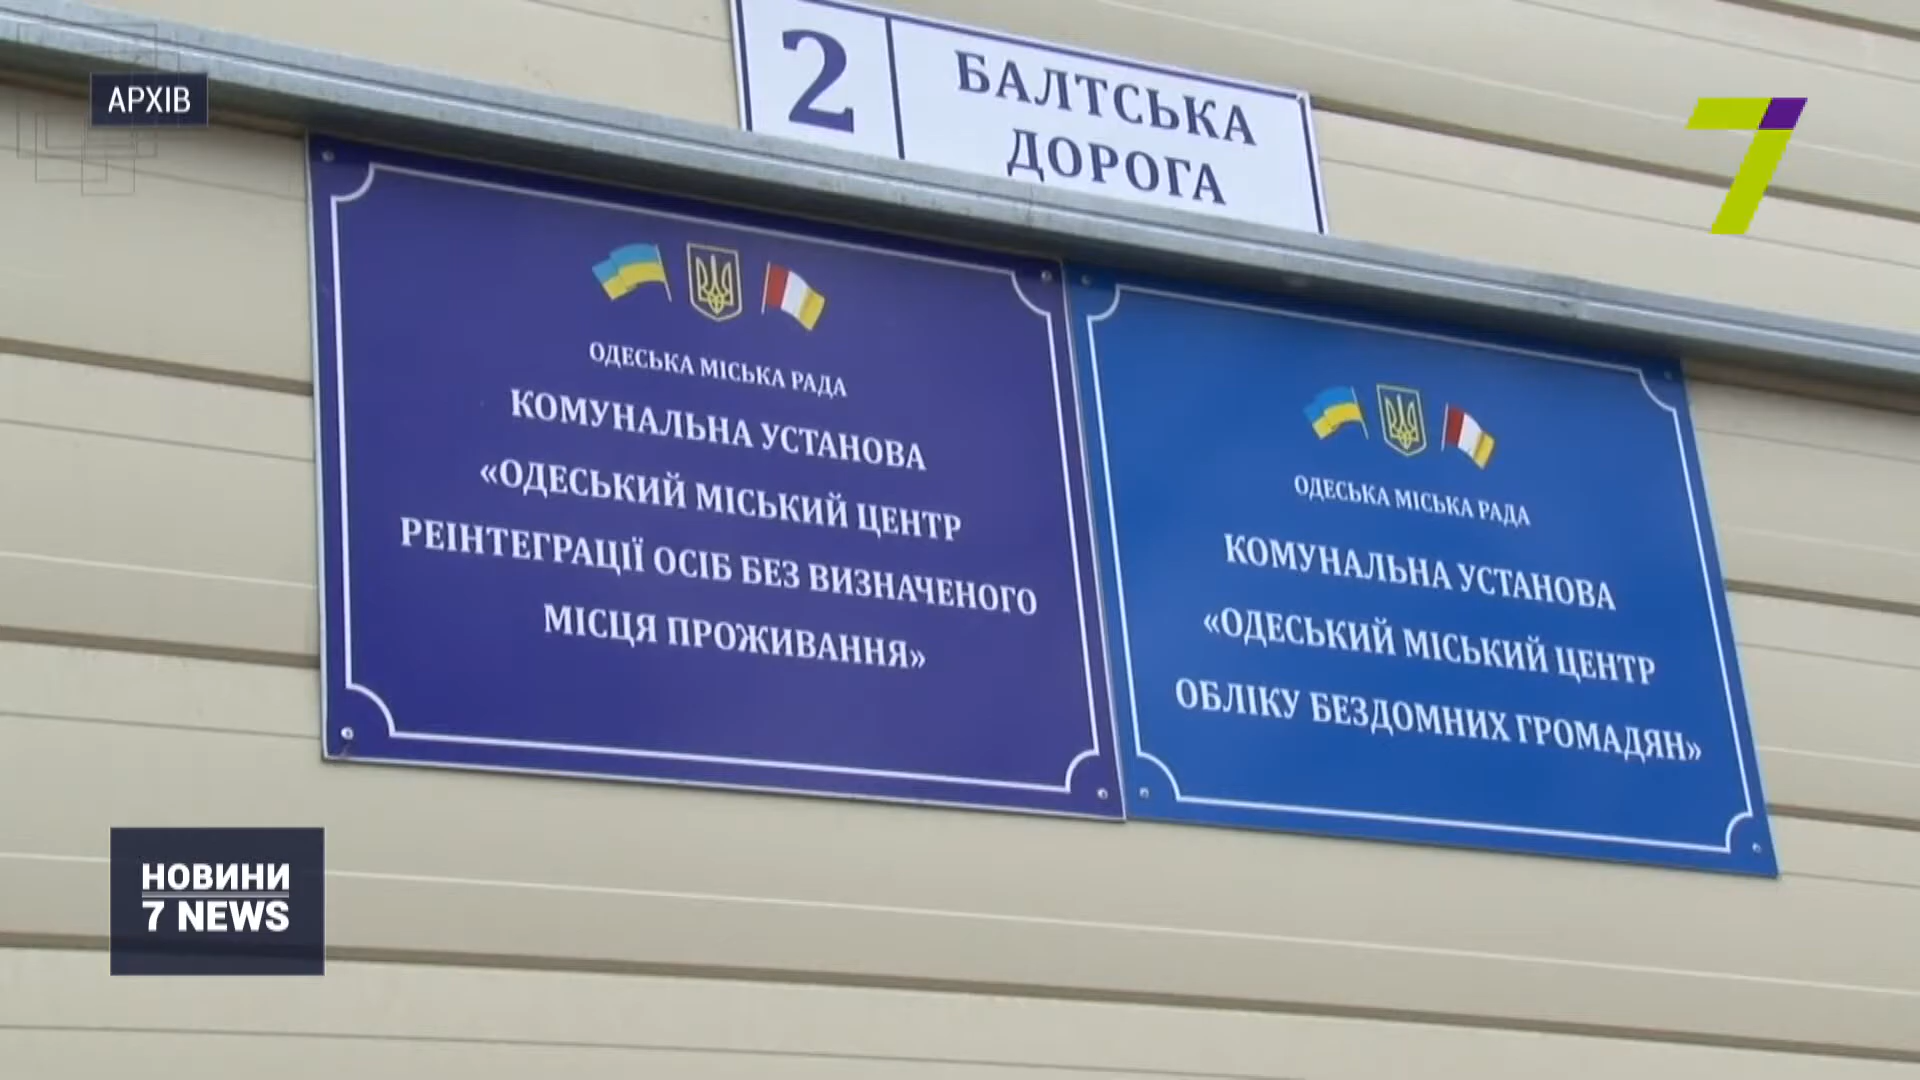 2
БАЛТСЬКА
ДОРОГА
АРХІВ
7
ОДЕСЬКА МІСЬКА РАДА
КОМУНАЛЬНА УСТАНОВА
«ОДЕСЬКИЙ МІСЬКИЙ ЦЕНТР
РЕІНТЕГРАЦІЇ ОСІБ БЕЗ ВИЗНАЧЕНОГО
МІСЦЯ ПРОЖИВАННЯ»
ОДЕСЬКА МІСЬКА РАДА
КОМУНАЛЬНА УСТАНОВА
«ОДЕСЬКИЙ МІСЬКИЙ ЦЕНТР
ОБЛІКУ БЕЗДОМНИХ ГРОМАДЯН»
НОВИНИ
7 NEWS